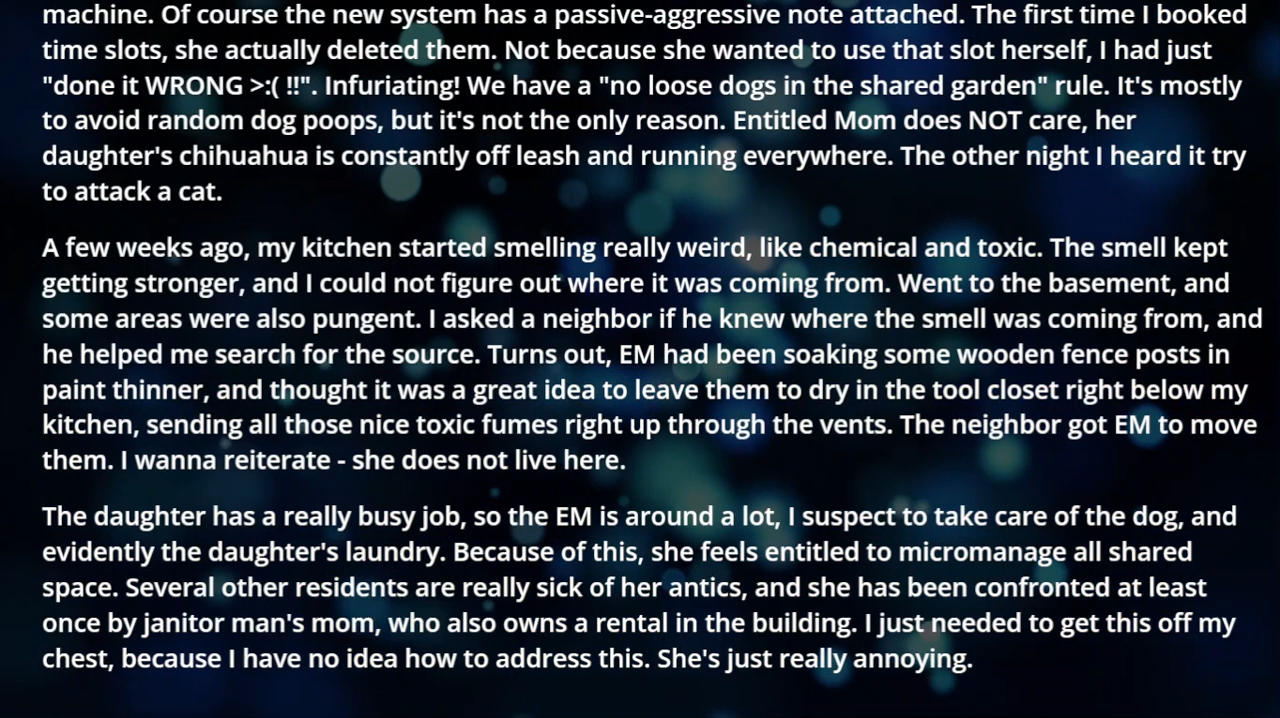 machine. Of course the new system has a passive-aggressive note attached. The first time I booked
time slots, she actually deleted them. Not because she wanted to use that slot herself, I had just
"done it WRONG >:( !!". Infuriating! We have a "no loose dogs in the shared garden" rule. It's mostly
to avoid random dog poops, but it's not the only reason. Entitled Mom does NOT care, her
daughter's chihuahua is constantly off leash and running everywhere. The other night I heard it try
to attack a cat.
A few weeks ago, my kitchen started smelling really weird, like chemical and toxic. The smell kept
getting stronger, and I could not figure out where it was coming from. Went to the basement, and
some areas were also pungent. I asked a neighbor if he knew where the smell was coming from, and
he helped me search for the source. Turns out, EM had been soaking some wooden fence posts in
paint thinner, and thought it was a great idea to leave them to dry in the tool closet right below my
kitchen, sending all those nice toxic fumes right up through the vents. The neighbor got EM to move
them. I wanna reiterate - she does not live here.
The daughter has a really busy job, so the EM is around a lot, I suspect to take care of the dog, and
evidently the daughter's laundry. Because of this, she feels entitled to micromanage all shared
space. Several other residents are really sick of her antics, and she has been confronted at least
once by janitor man's mom, who also owns a rental in the building. I just needed to get this off my
chest, because I have no idea how to address this. She's just really annoying.